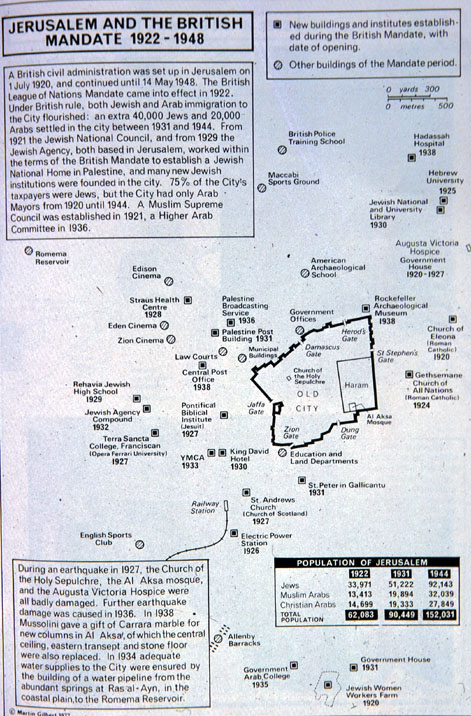 JERUSALEM AND THE BRITISH
MANDATE 1922 - 1948
New buildings and institutes establish-
ed during the British Mandate, with
date of opening.
Other buildings of the Mandate period.
A British civil administration was set up in Jerusalem on
1 July 1920, and continued until 14 May 1948. The British
League of Nations Mandate came into effect in 1922.
Under British rule, both Jewish and Arab immigration to
the City flourished: an extra 40,000 Jews and 20,000
Arabs settled in the city between 1931 and 1944. From
1921 the Jewish National Council, and from 1929 the
Jewish Agency, both based in Jerusalem, worked within
the terms of the British Mandate to establish a Jewish
National Home in Palestine, and many new Jewish
institutions were founded in the city. 75% of the City's
taxpayers were Jews, but the City had only Arab
Mayors from 1920 until 1944. A Muslim Supreme
Council was established in 1921, a Higher Arab
Committee in 1936.
0 yards 300
0 metres 500
British Police
Training School
Hadassah
Hospital
1938
Maccabi
Sports Ground
Hebrew
University
1925
Jewish National
and University
Library
1930
Romema
Reservoir
Augusta Victoria
Hospice
Government
House
1920-1927
Edison
Cinema
American
Archaeological
School
Straus Health
Centre
1928
Palestine
Broadcasting
Service
1936
Rockefeller
Archaeological
Museum
1938
Eden Cinema
Government
Offices
Zion Cinema
Palestine Post
Building 1931
Herod's
Gate
Church of
Eleona
(Roman
Catholic)
1920
Damascus
Gate
Law Courts
Municipal
Buildings
St Stephen's
Gate
Central Post
Office
1938
Church of
the Holy
Sepulchre
Haram
Gethsemane
Church of
All Nations
(Roman Catholic)
1924
Rehavia Jewish
High School
1929
OLD
CITY
Jewish Agency
Compound
1932
Pontifical
Biblical
Institute
(Jesuit)
1927
Jaffa
Gate
Al Aksa
Mosque
Terra Sancta
College, Franciscan
(Opera Ferrari University)
1927
Zion
Gate
Dung
Gate
YMCA
1933
King David
Hotel
1930
Education and
Land Departments
St. Peter in Gallicantu
1931
St. Andrews
Church
(Church of Scotland)
1927
Railway
Station
Electric Power
Station
1926
English Sports
Club
During an earthquake in 1927, the Church of
the Holy Sepulchre, the Al Aksa mosque,
and the Augusta Victoria Hospice were
all badly damaged. Further earthquake
damage was caused in 1936. In 1938
Mussolini gave a gift of Carrara marble for
new columns in Al Aksa, of which the central
ceiling, eastern transept and stone floor
were also replaced. In 1934 adequate
water supplies to the City were ensured by
the building of a water pipeline from the
abundant springs at Ras al-Ayn, in the
coastal plain, to the Romema Reservoir.
POPULATION OF JERUSALEM
1922 1931 1944
Jews 33,971 51,222 92,143
Muslim Arabs 13,413 19,894 32,039
Christian Arabs 14,699 19,333 27,849
TOTAL
POPULATION 62,083 90,449 152,031
Allenby
Barracks
Government
Arab College
1935
Government House
1931
Jewish Women
Workers Farm
1920
© Martin Gilbert 1977